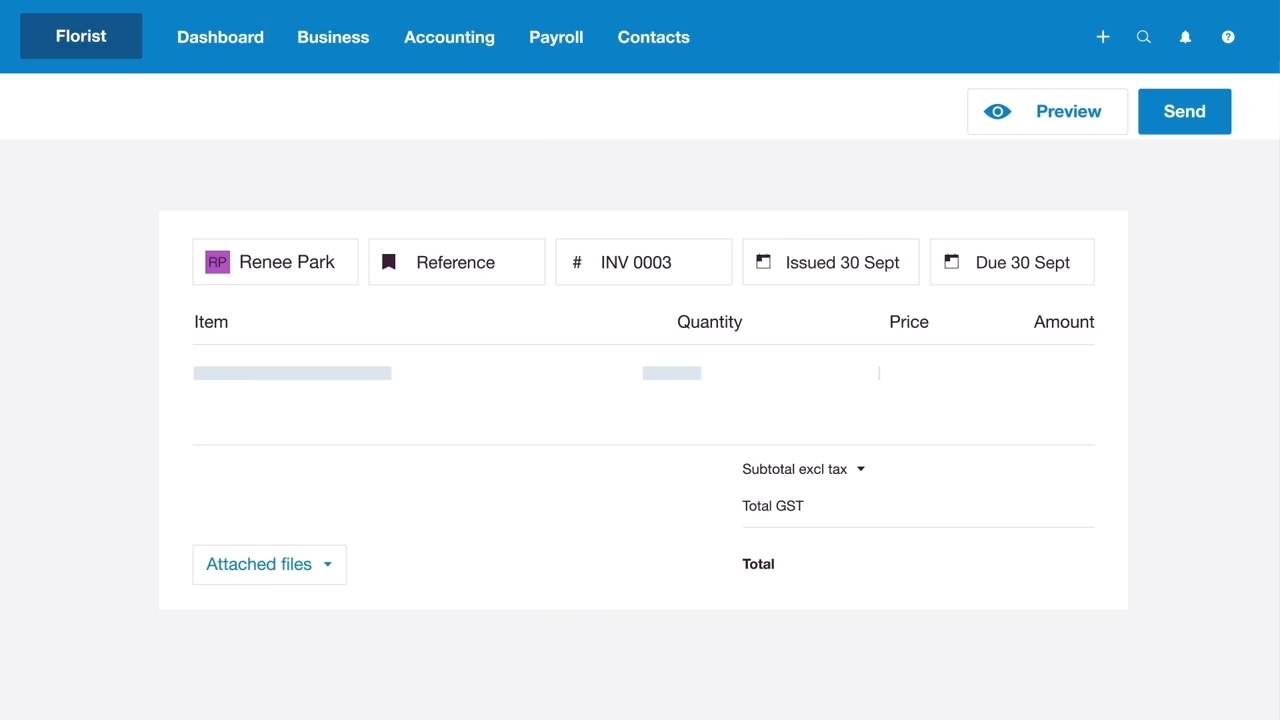 Florist Dashboard Business Accounting Payroll Contacts
Preview Send
RP Renee Park Reference # INV 0003 Issued 30 Sept Due 30 Sept
Item Quantity Price Amount
Subtotal excl tax
Total GST
Attached files Total